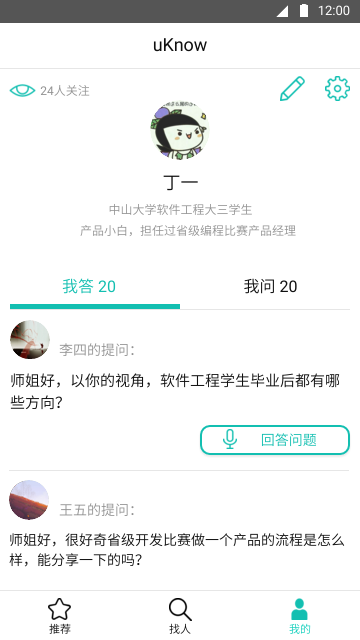 12:00
uKnow
24人关注
丁一
中山大学软件工程大三学生
产品小白，担任过省级编程比赛产品经理
我答 20
我问 20
李四的提问：
师姐好，以你的视角，软件工程学生毕业后都有哪
些方向？
回答问题
王五的提问：
师姐好，很好奇省级开发比赛做一个产品的流程是怎么
样，能分享一下的吗？
推荐
找人
我的